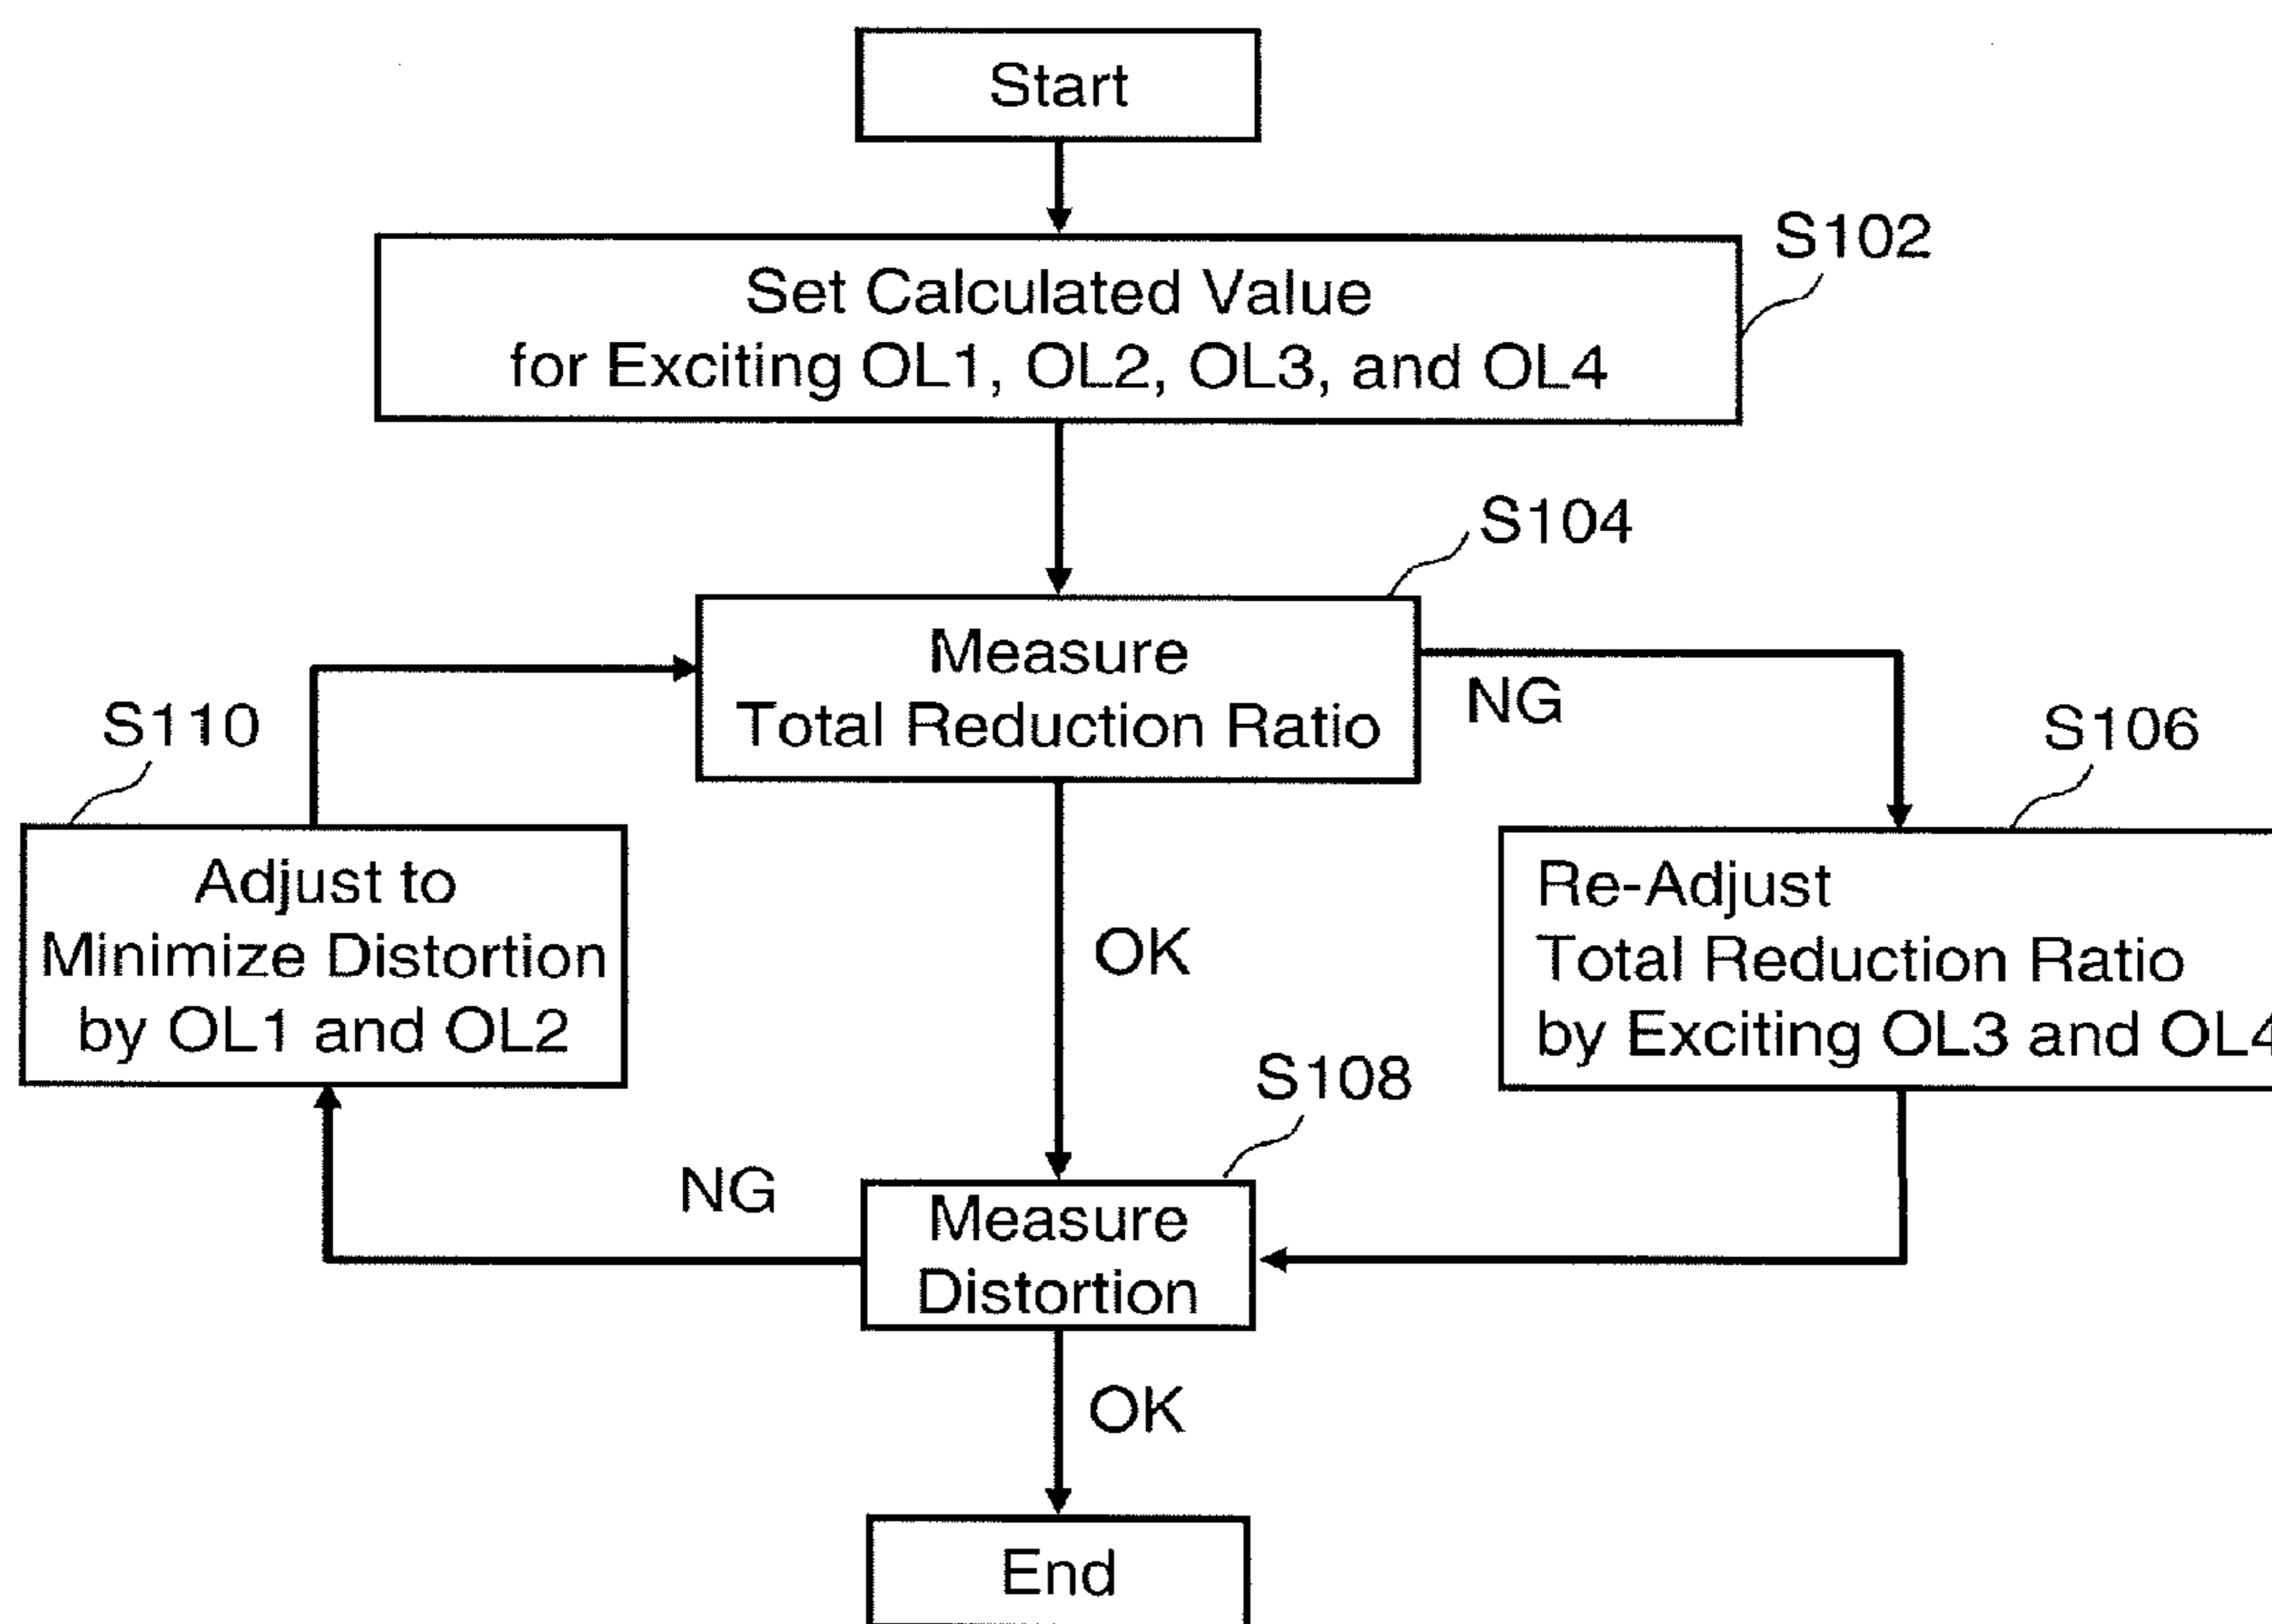 Start
S102
Set Calculated Value
for Exciting OL1, OL2, OL3, and OL4
S104
Measure
Total Reduction Ratio
NG
S110
S106
Adjust to
Minimize Distortion
by OL1 and OL2
OK
Re-Adjust
Total Reduction Ratio
by Exciting OL3 and OL4
S108
NG
Measure
Distortion
OK
End